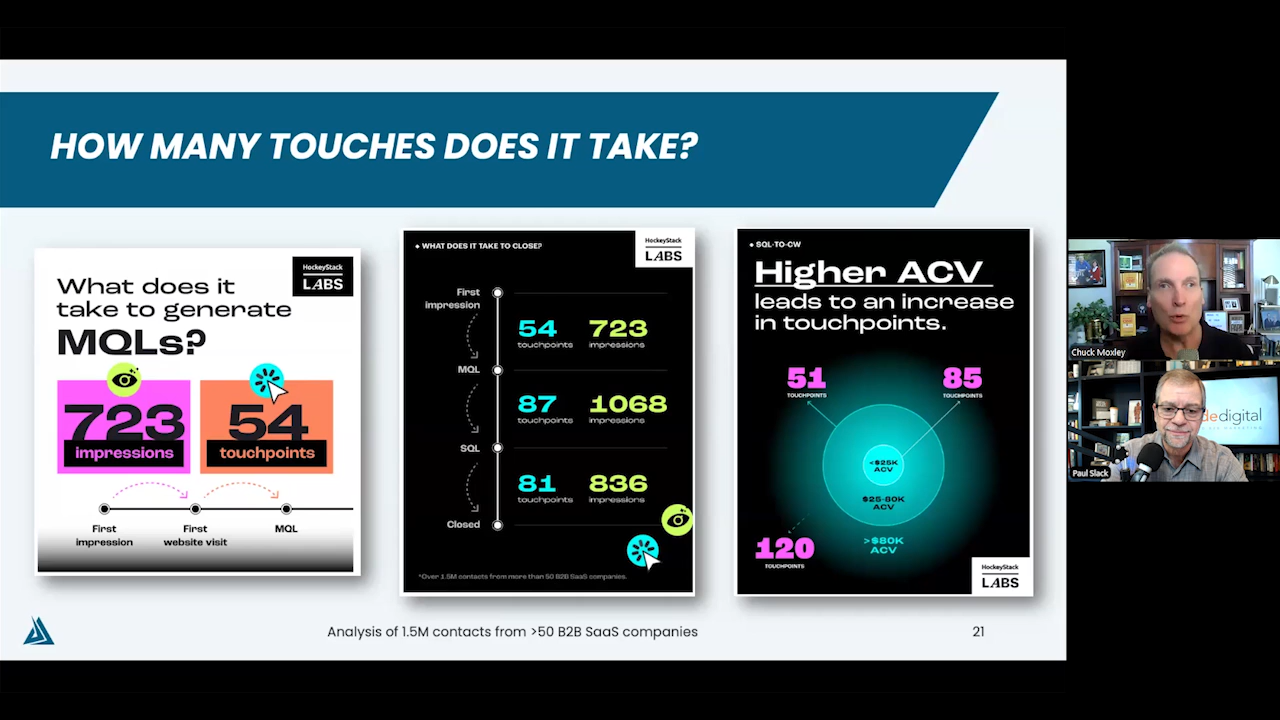 HOW MANY TOUCHES DOES IT TAKE?
What does it
take to generate
MQLs?
HockeyStack
LABS
723
impressions
54
touchpoints
First
impression
First
website visit
MQL
WHAT DOES IT TAKE TO CLOSE?
HockeyStack
LABS
First
impression
54
touchpoints
723
impressions
MQL
87
touchpoints
1068
impressions
SQL
81
touchpoints
836
impressions
Closed
*Over 1.5M contacts from more than 50 B2B SaaS companies.
SQL-TO-CW
Higher ACV
leads to an increase
in touchpoints.
51
TOUCHPOINTS
85
TOUCHPOINTS
<$25K
ACV
$25-80K
ACV
>$80K
ACV
120
TOUCHPOINTS
HockeyStack
LABS
Analysis of 1.5M contacts from >50 B2B SaaS companies
21
Chuck Moxley
Paul Slack
digital